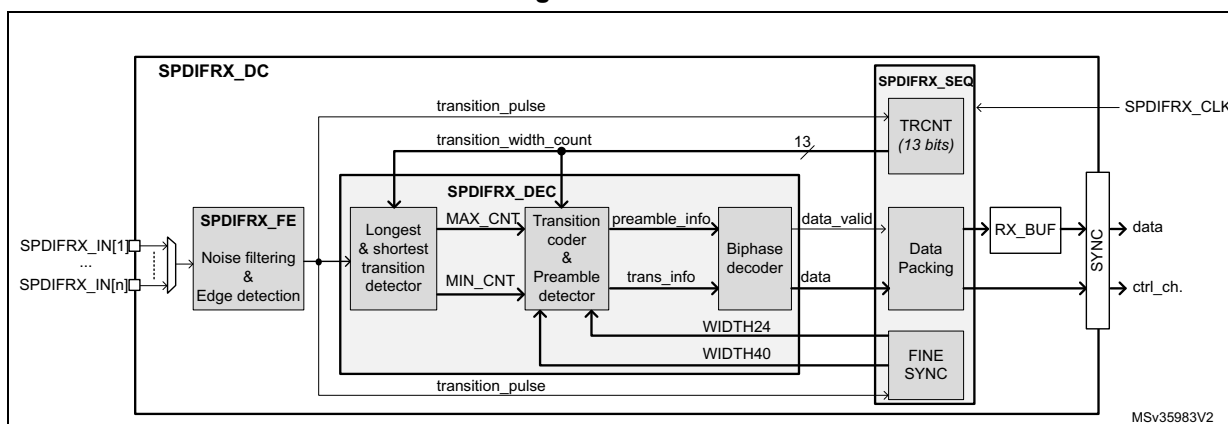 SPDIFRX_DC
SPDIFRX_SEQ
transition_pulse
SPDIFRX_CLK
TRCNT
(13 bits)
transition_width_count
13
SPDIFRX_DEC
SPDIFRX_FE
Noise filtering
&
Edge detection
SPDIFRX_IN[1]
...
SPDIFRX_IN[n]
Longest
& shortest
transition
detector
MAX_CNT
MIN_CNT
Transition
coder
&
Preamble
detector
preamble_info
trans_info
Biphase
decoder
data_valid
data
Data
Packing
RX_BUF
SYNC
data
ctrl_ch.
WIDTH24
WIDTH40
FINE
SYNC
transition_pulse
MSv35983V2